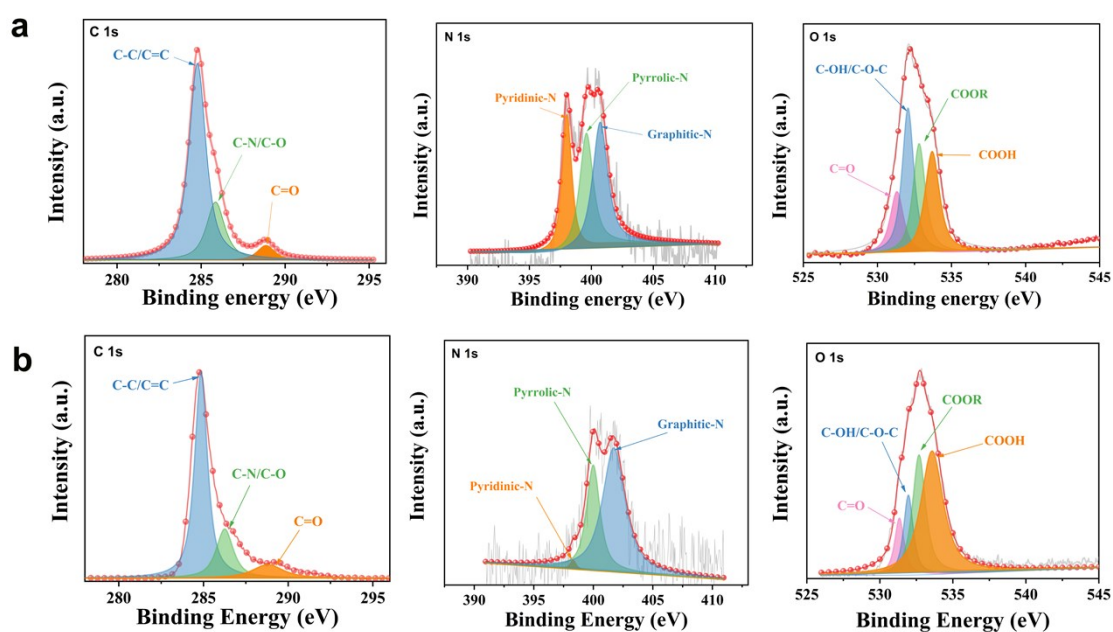 a
C 1s
C-C/C=C
C-N/C-O
C=O
Intensity (a.u.)
280 285 290 295
Binding energy (eV)
N 1s
Pyridinic-N
Pyrrolic-N
Graphitic-N
Intensity (a.u.)
390 395 400 405 410
Binding energy (eV)
O 1s
C-OH/C-O-C
COOR
COOH
C=O
Intensity (a.u.)
525 530 535 540 545
Binding energy (eV)
b
C 1s
C-C/C=C
C-N/C-O
C=O
Intensity (a.u.)
280 285 290 295
Binding Energy (eV)
N 1s
Pyrrolic-N
Graphitic-N
Pyridinic-N
Intensity (a.u.)
390 395 400 405 410
Binding Energy (eV)
O 1s
COOR
C-OH/C-O-C
COOH
C=O
Intensity (a.u.)
525 530 535 540 545
Binding Energy (eV)